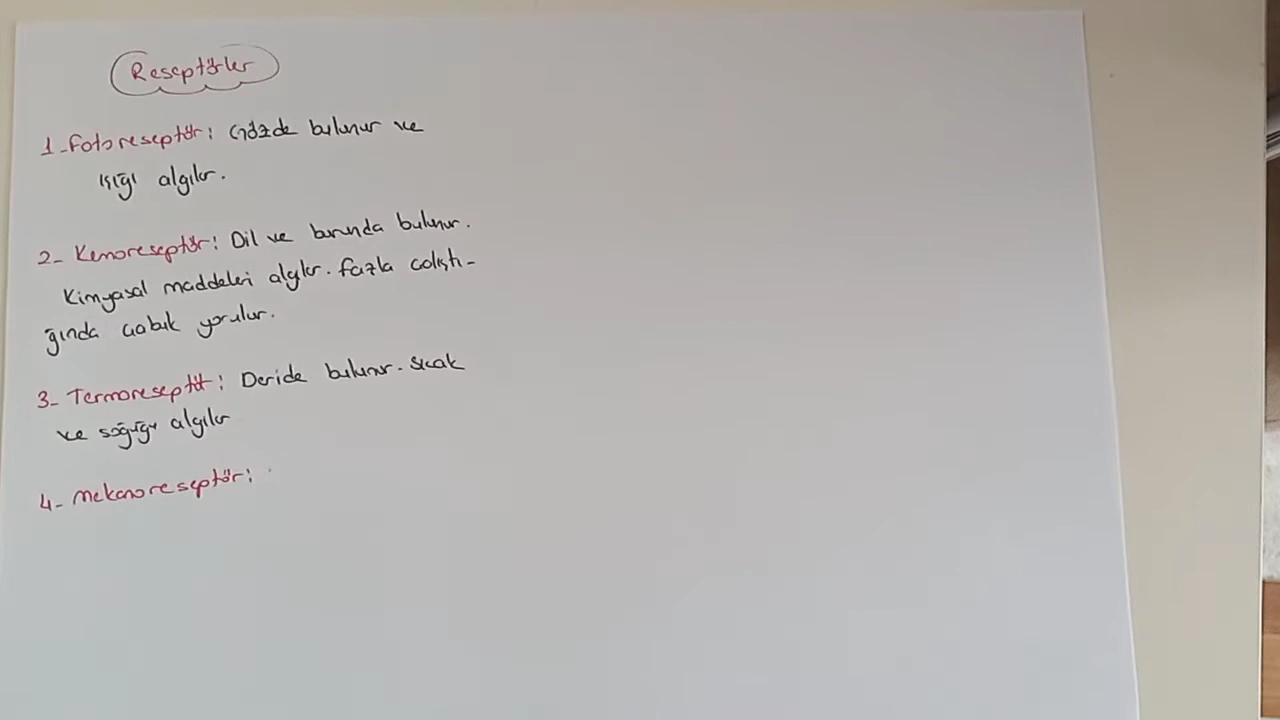 Reseptörler
1-Fotoreseptör: Gözde bulunur ve
ışığı algılar.
2- Kemoreseptör: Dil ve burunda bulunur.
Kimyasal maddeleri algılar. Fazla çalıştı-
ğında çabuk yorulur.
3- Termoreseptör: Deride bulunur. Sıcak
ve soğuğu algılar
4- Mekanoreseptör: